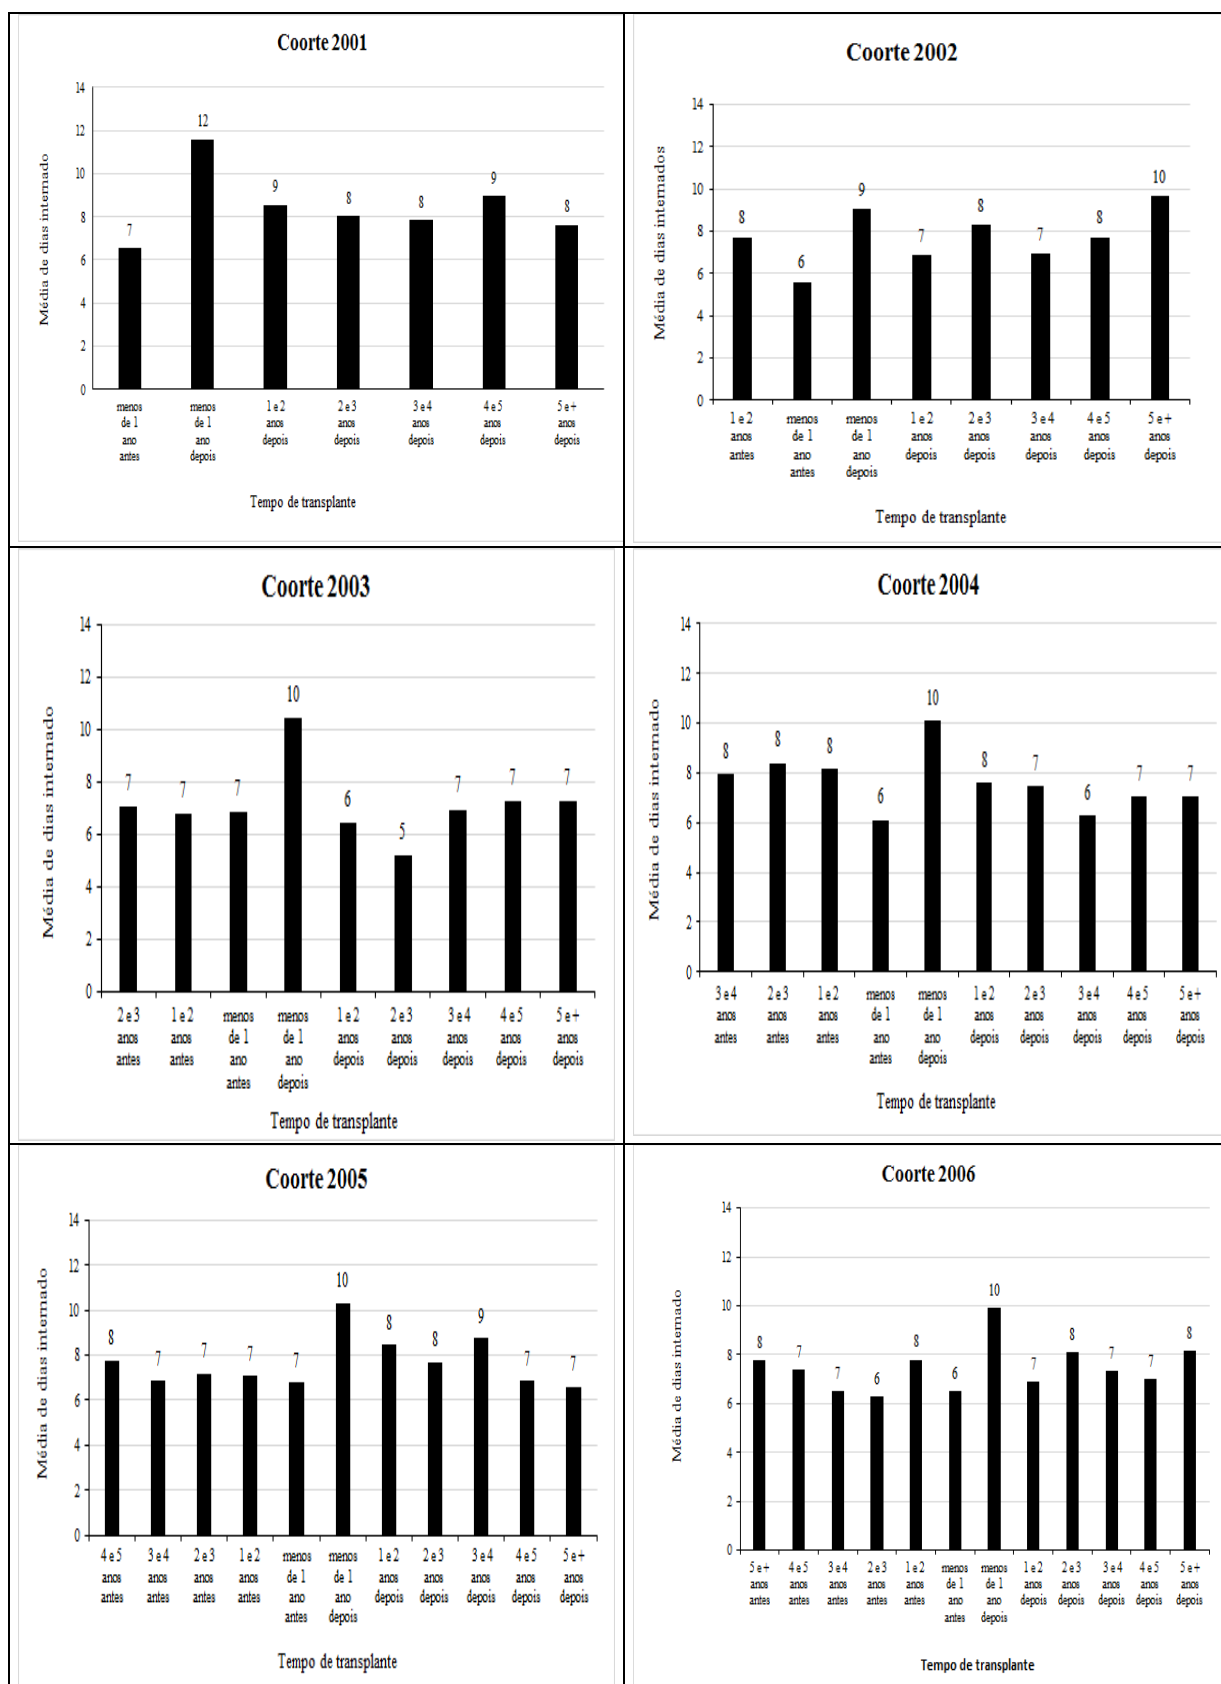 Coorte 2001
Média de dias internado
14
12
10
8
6
4
2
0
7
12
9
8
8
9
8
menos de 1 ano antes
menos de 1 ano depois
1 e 2 anos depois
2 e 3 anos depois
3 e 4 anos depois
4 e 5 anos depois
5 e + anos depois
Tempo de transplante
Coorte 2002
Média de dias internados
14
12
10
8
6
4
2
0
8
6
9
7
8
7
8
10
1 e 2 anos antes
menos de 1 ano antes
menos de 1 ano depois
1 e 2 anos depois
2 e 3 anos depois
3 e 4 anos depois
4 e 5 anos depois
5 e + anos depois
Tempo de transplante
Coorte 2003
Média de dias internado
14
12
10
8
6
4
2
0
7
7
7
10
6
5
7
7
7
2 e 3 anos antes
1 e 2 anos antes
menos de 1 ano antes
menos de 1 ano depois
1 e 2 anos depois
2 e 3 anos depois
3 e 4 anos depois
4 e 5 anos depois
5 e + anos depois
Tempo de transplante
Coorte 2004
Média de dias internado
14
12
10
8
6
4
2
0
8
8
8
6
10
8
7
6
7
7
3 e 4 anos antes
2 e 3 anos antes
1 e 2 anos antes
menos de 1 ano antes
menos de 1 ano depois
1 e 2 anos depois
2 e 3 anos depois
3 e 4 anos depois
4 e 5 anos depois
5 e + anos depois
Tempo de transplante
Coorte 2005
Média de dias internado
14
12
10
8
6
4
2
0
8
7
7
7
7
10
8
8
9
7
7
4 e 5 anos antes
3 e 4 anos antes
2 e 3 anos antes
1 e 2 anos antes
menos de 1 ano antes
menos de 1 ano depois
1 e 2 anos depois
2 e 3 anos depois
3 e 4 anos depois
4 e 5 anos depois
5 e + anos depois
Tempo de transplante
Coorte 2006
Média de dias internado
14
12
10
8
6
4
2
0
8
7
7
6
8
6
10
7
8
7
7
8
5 e + anos antes
4 e 5 anos antes
3 e 4 anos antes
2 e 3 anos antes
1 e 2 anos antes
menos de 1 ano antes
menos de 1 ano depois
1 e 2 anos depois
2 e 3 anos depois
3 e 4 anos depois
4 e 5 anos depois
5 e + anos depois
Tempo de transplante